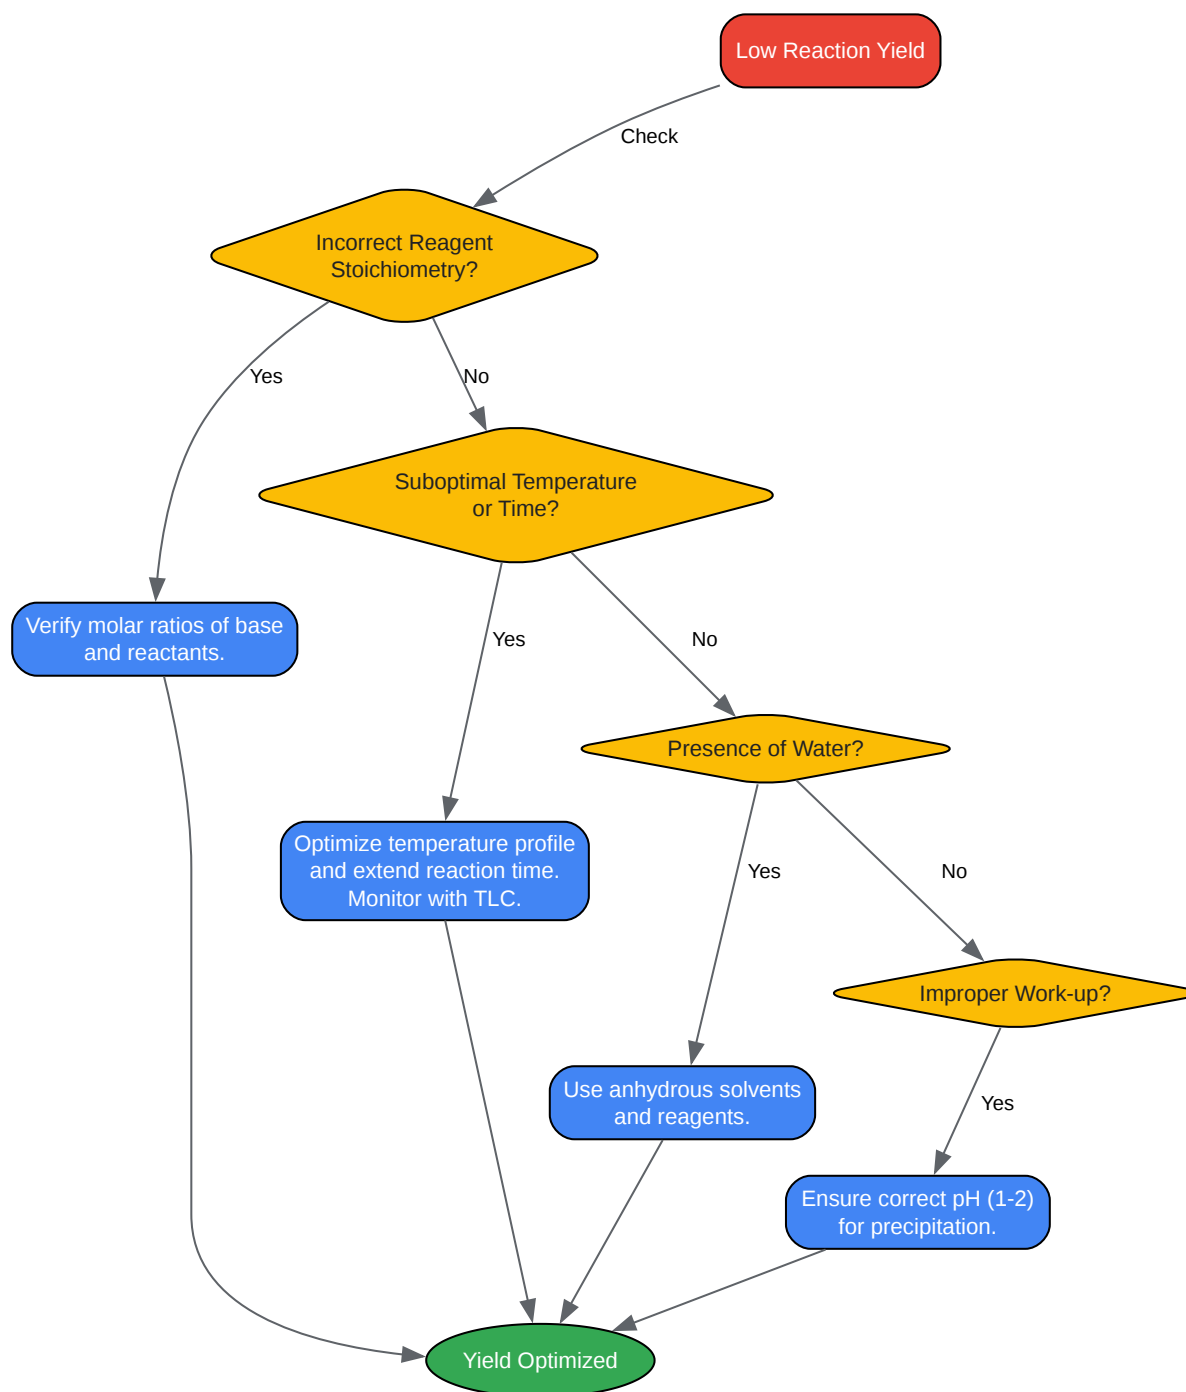 Low Reaction Yield
Check
Incorrect Reagent
Stoichiometry?
Yes
No
Suboptimal Temperature
or Time?
Verify molar ratios of base
and reactants.
Yes
No
Presence of Water?
Optimize temperature profile
and extend reaction time.
Monitor with TLC.
Yes
No
Improper Work-up?
Use anhydrous solvents
and reagents.
Yes
Ensure correct pH (1-2)
for precipitation.
Yield Optimized